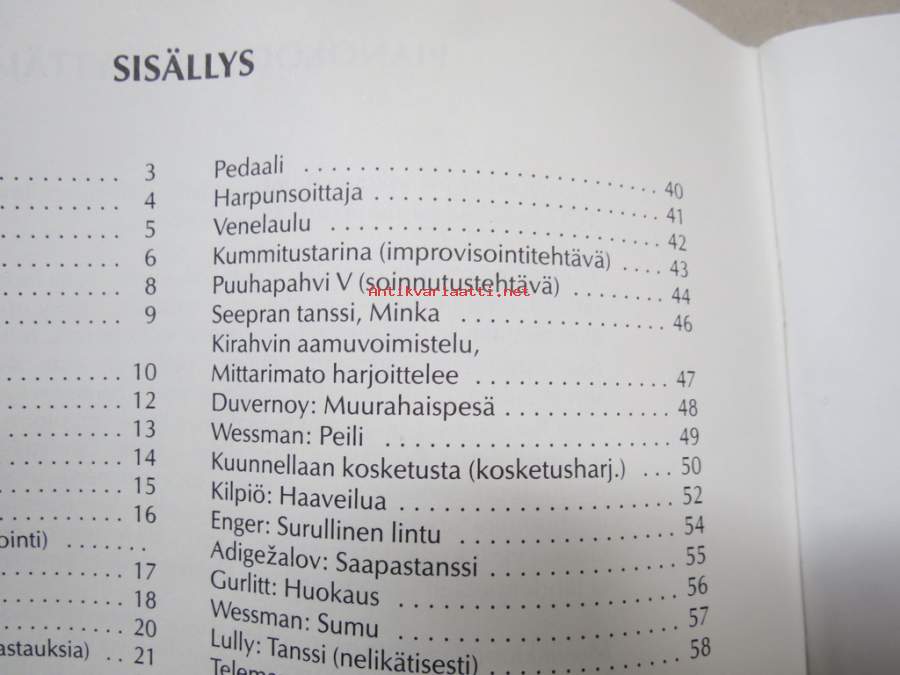 SISÄLLYS
. . . . . . . . . 3
. . . . . . . . . 4
. . . . . . . . . 5
. . . . . . . . . 6
. . . . . . . . . 8
. . . . . . . . . 9
. . . . . . . . . 10
. . . . . . . . . 12
. . . . . . . . . 13
. . . . . . . . . 14
. . . . . . . . . 15
. . . . . . . . . 16
ointi) . . . . . . . .
. . . . . . . . . 17
. . . . . . . . . 18
. . . . . . . . . 20
astauksia) . . 21
Pedaali . . . . . . . . . . . . . . . . . . . . . . . . . 40
Harpunsoittaja . . . . . . . . . . . . . . . . . . . . 41
Venelaulu . . . . . . . . . . . . . . . . . . . . . . . 42
Kummitustarina (improvisointitehtävä) . . . . 43
Puuhapahvi V (soinnutustehtävä) . . . . . . . . 44
Antikvariaatti.net
Seepran tanssi, Minka . . . . . . . . . . . . . . . 46
Kirahvin aamuvoimistelu,
Mittarimato harjoittelee . . . . . . . . . . . . . . 47
Duvernoy: Muurahaispesä . . . . . . . . . . . . 48
Wessman: Peili . . . . . . . . . . . . . . . . . . . . 49
Kuunnellaan kosketusta (kosketusharj.) . . . 50
Kilpiö: Haaveilua . . . . . . . . . . . . . . . . . . . 52
Enger: Surullinen lintu . . . . . . . . . . . . . . . 54
Adigežalov: Saapastanssi . . . . . . . . . . . . . 55
Gurlitt: Huokaus . . . . . . . . . . . . . . . . . . . 56
Wessman: Sumu . . . . . . . . . . . . . . . . . . . 57
Lully: Tanssi (nelikätisesti) . . . . . . . . . . . . . 58